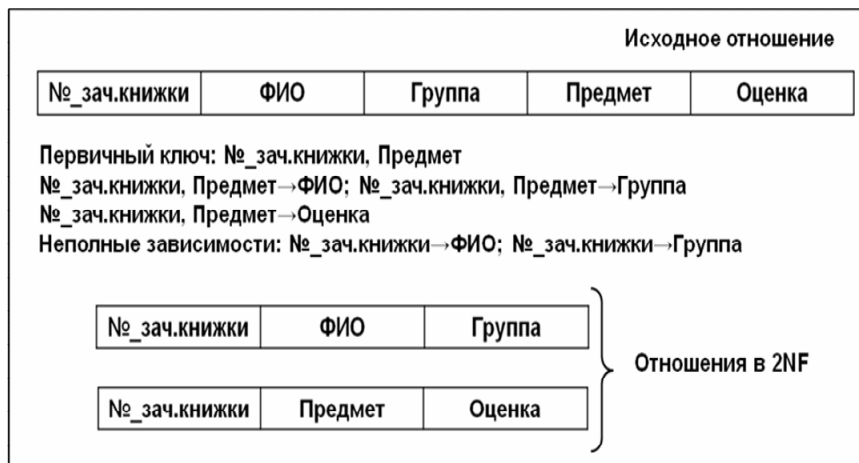 Исходное отношение
№_зач.книжки ФИО Группа Предмет Оценка
Первичный ключ: №_зач.книжки, Предмет
№_зач.книжки, Предмет→ФИО; №_зач.книжки, Предмет→Группа
№_зач.книжки, Предмет→Оценка
Неполные зависимости: №_зач.книжки→ФИО; №_зач.книжки→Группа
№_зач.книжки ФИО Группа
Отношения в 2NF
№_зач.книжки Предмет Оценка